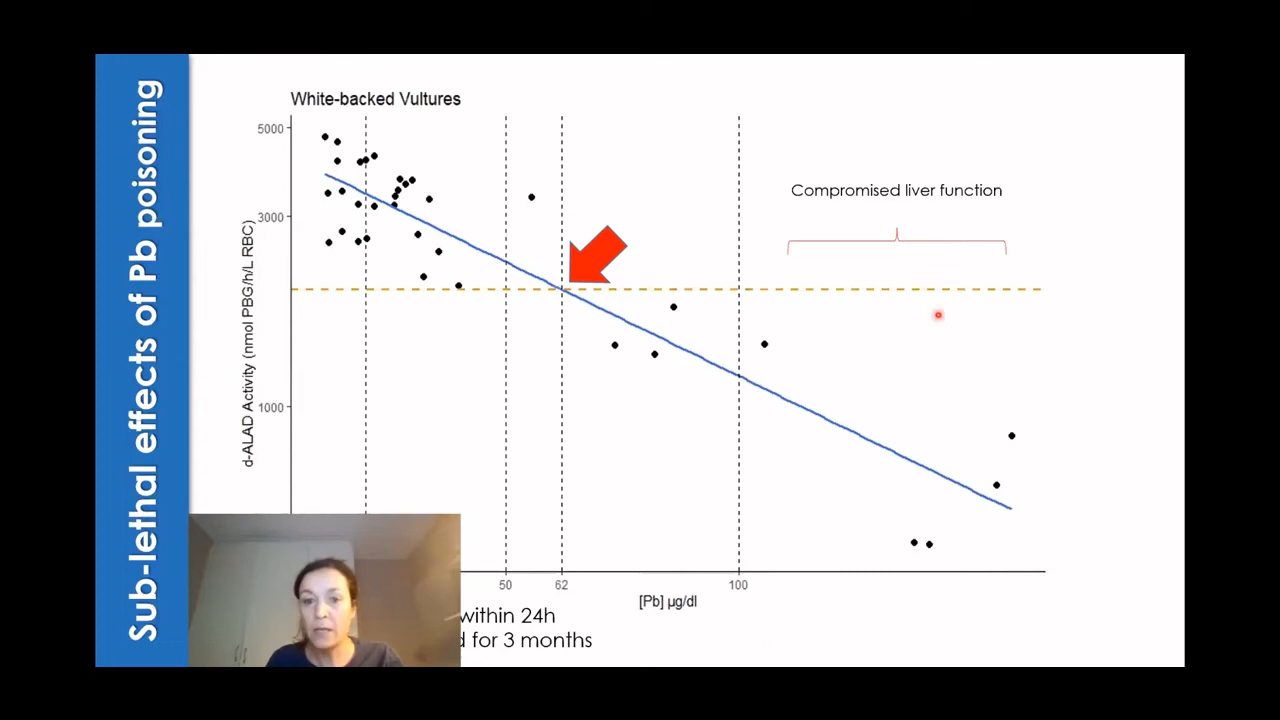 Sub-lethal effects of Pb poisoning
White-backed Vultures
5000
3000
1000
d-ALAD Activity (nmol PBG/h/L RBC)
Compromised liver function
50
62
100
[Pb] µg/dl
within 24h
for 3 months